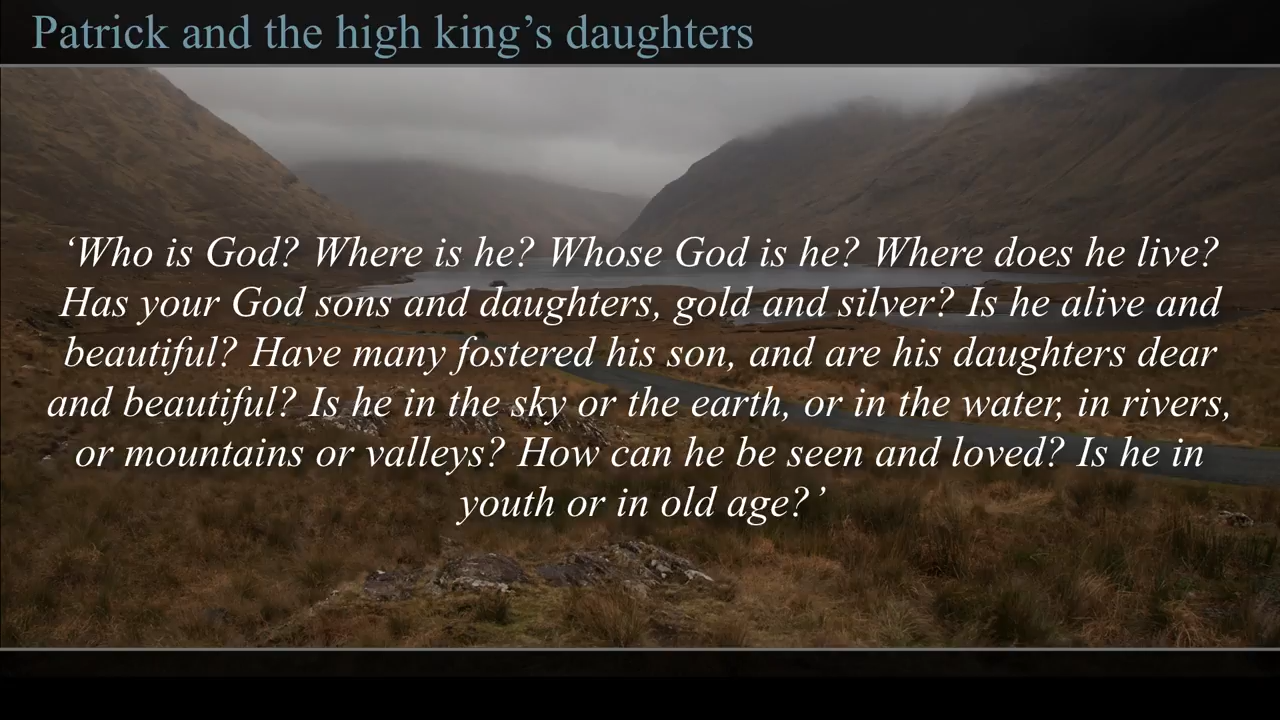 Patrick and the high king’s daughters
‘Who is God? Where is he? Whose God is he? Where does he live?
Has your God sons and daughters, gold and silver? Is he alive and
beautiful? Have many fostered his son, and are his daughters dear
and beautiful? Is he in the sky or the earth, or in the water, in rivers,
or mountains or valleys? How can he be seen and loved? Is he in
youth or in old age?’